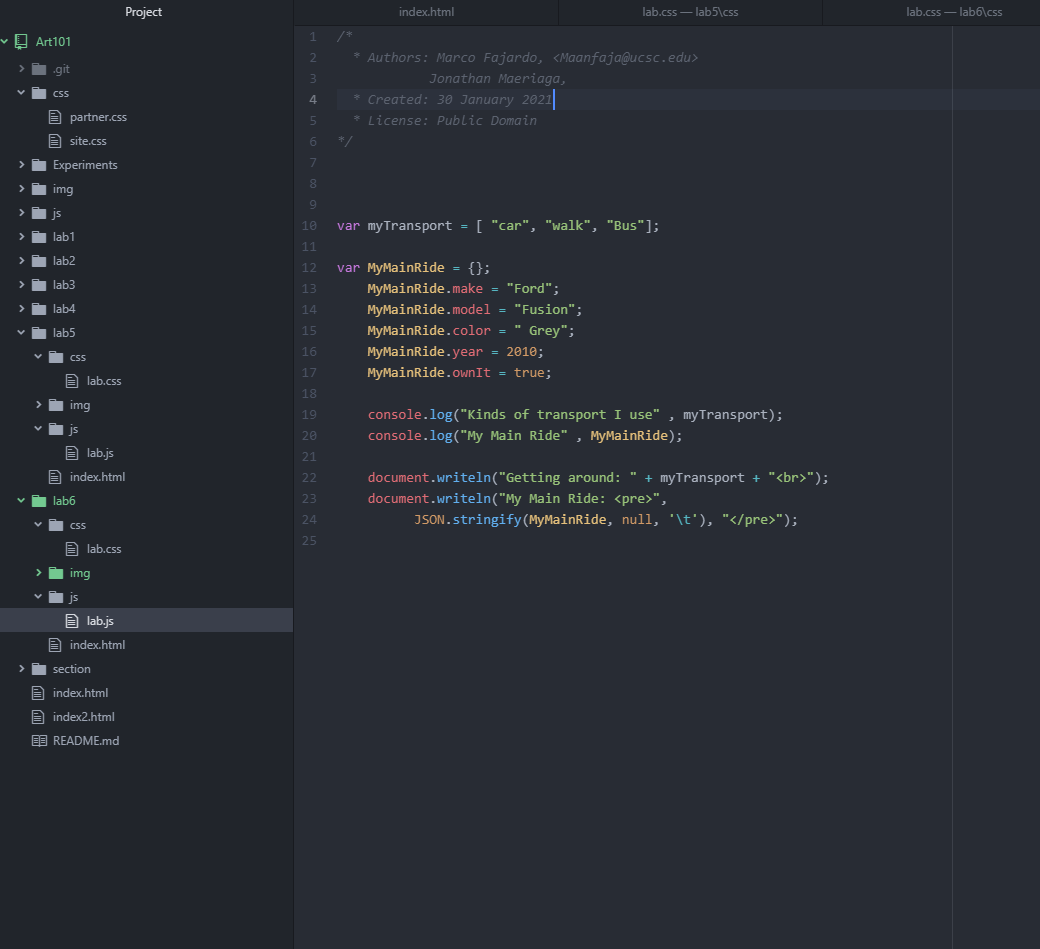 Project
Art101
.git
css
partner.css
site.css
Experiments
img
js
lab1
lab2
lab3
lab4
lab5
css
lab.css
img
js
lab.js
index.html
lab6
css
lab.css
img
js
lab.js
index.html
section
index.html
index2.html
README.md
index.html
lab.css — lab5\css
lab.css — lab6\css
1 /*
2 * Authors: Marco Fajardo, <Maanfaja@ucsc.edu>
3 Jonathan Maeriaga,
4 * Created: 30 January 2021
5 * License: Public Domain
6 */
7
8
9
10 var myTransport = [ "car", "walk", "Bus"];
11
12 var MyMainRide = {};
13 MyMainRide.make = "Ford";
14 MyMainRide.model = "Fusion";
15 MyMainRide.color = " Grey";
16 MyMainRide.year = 2010;
17 MyMainRide.ownIt = true;
18
19 console.log("Kinds of transport I use" , myTransport);
20 console.log("My Main Ride" , MyMainRide);
21
22 document.writeln("Getting around: " + myTransport + "<br>");
23 document.writeln("My Main Ride: <pre>",
24 JSON.stringify(MyMainRide, null, '\t'), "</pre>");
25